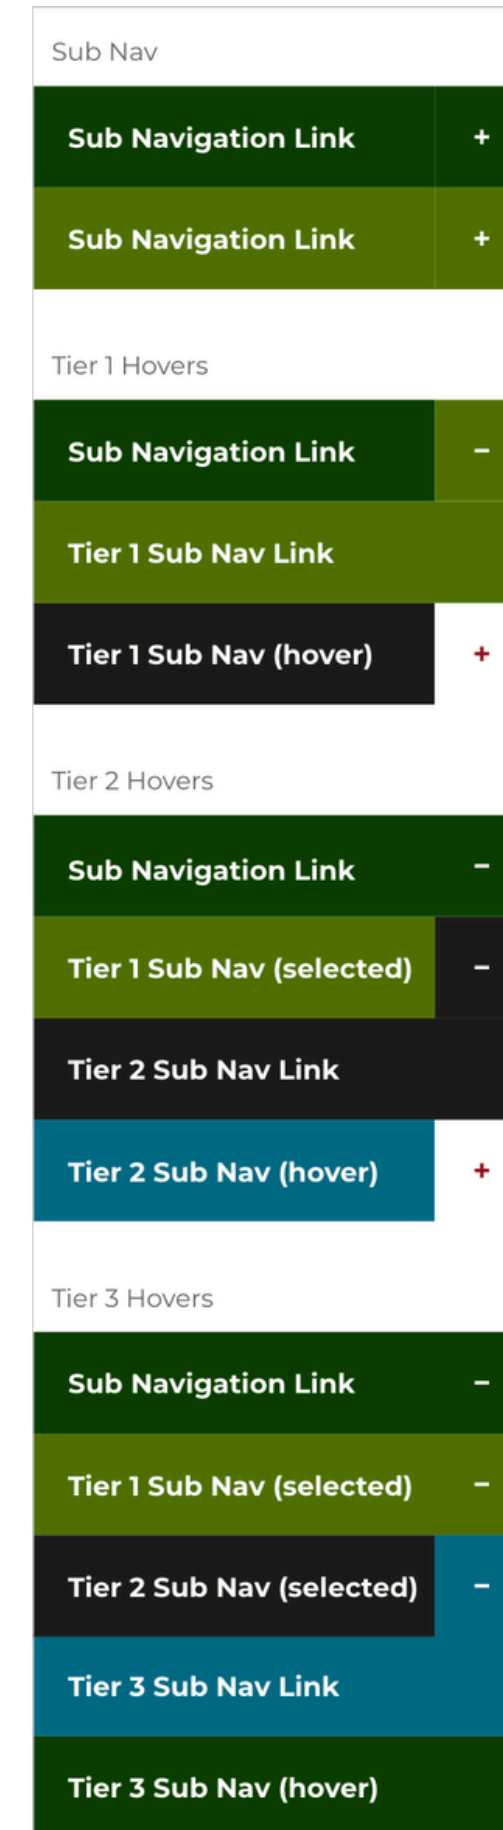 Sub Nav
Sub Navigation Link +
Sub Navigation Link +
Tier 1 Hovers
Sub Navigation Link −
Tier 1 Sub Nav Link
Tier 1 Sub Nav (hover) +
Tier 2 Hovers
Sub Navigation Link −
Tier 1 Sub Nav (selected) −
Tier 2 Sub Nav Link
Tier 2 Sub Nav (hover) +
Tier 3 Hovers
Sub Navigation Link −
Tier 1 Sub Nav (selected) −
Tier 2 Sub Nav (selected) −
Tier 3 Sub Nav Link
Tier 3 Sub Nav (hover)